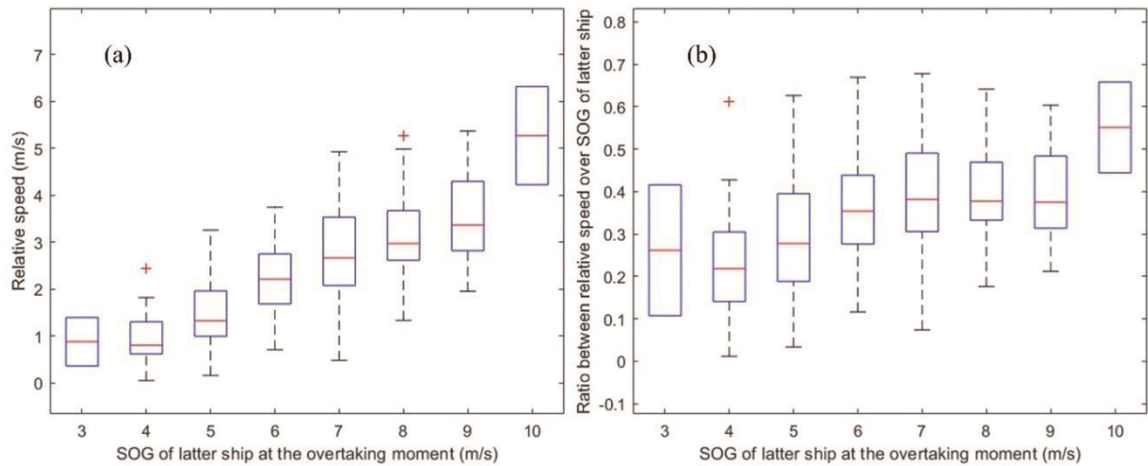 (a)
Relative speed (m/s)
7
6
5
4
3
2
1
0
3 4 5 6 7 8 9 10
SOG of latter ship at the overtaking moment (m/s)
(b)
Ratio between relative speed over SOG of latter ship
0.8
0.7
0.6
0.5
0.4
0.3
0.2
0.1
0
-0.1
3 4 5 6 7 8 9 10
SOG of latter ship at the overtaking moment (m/s)